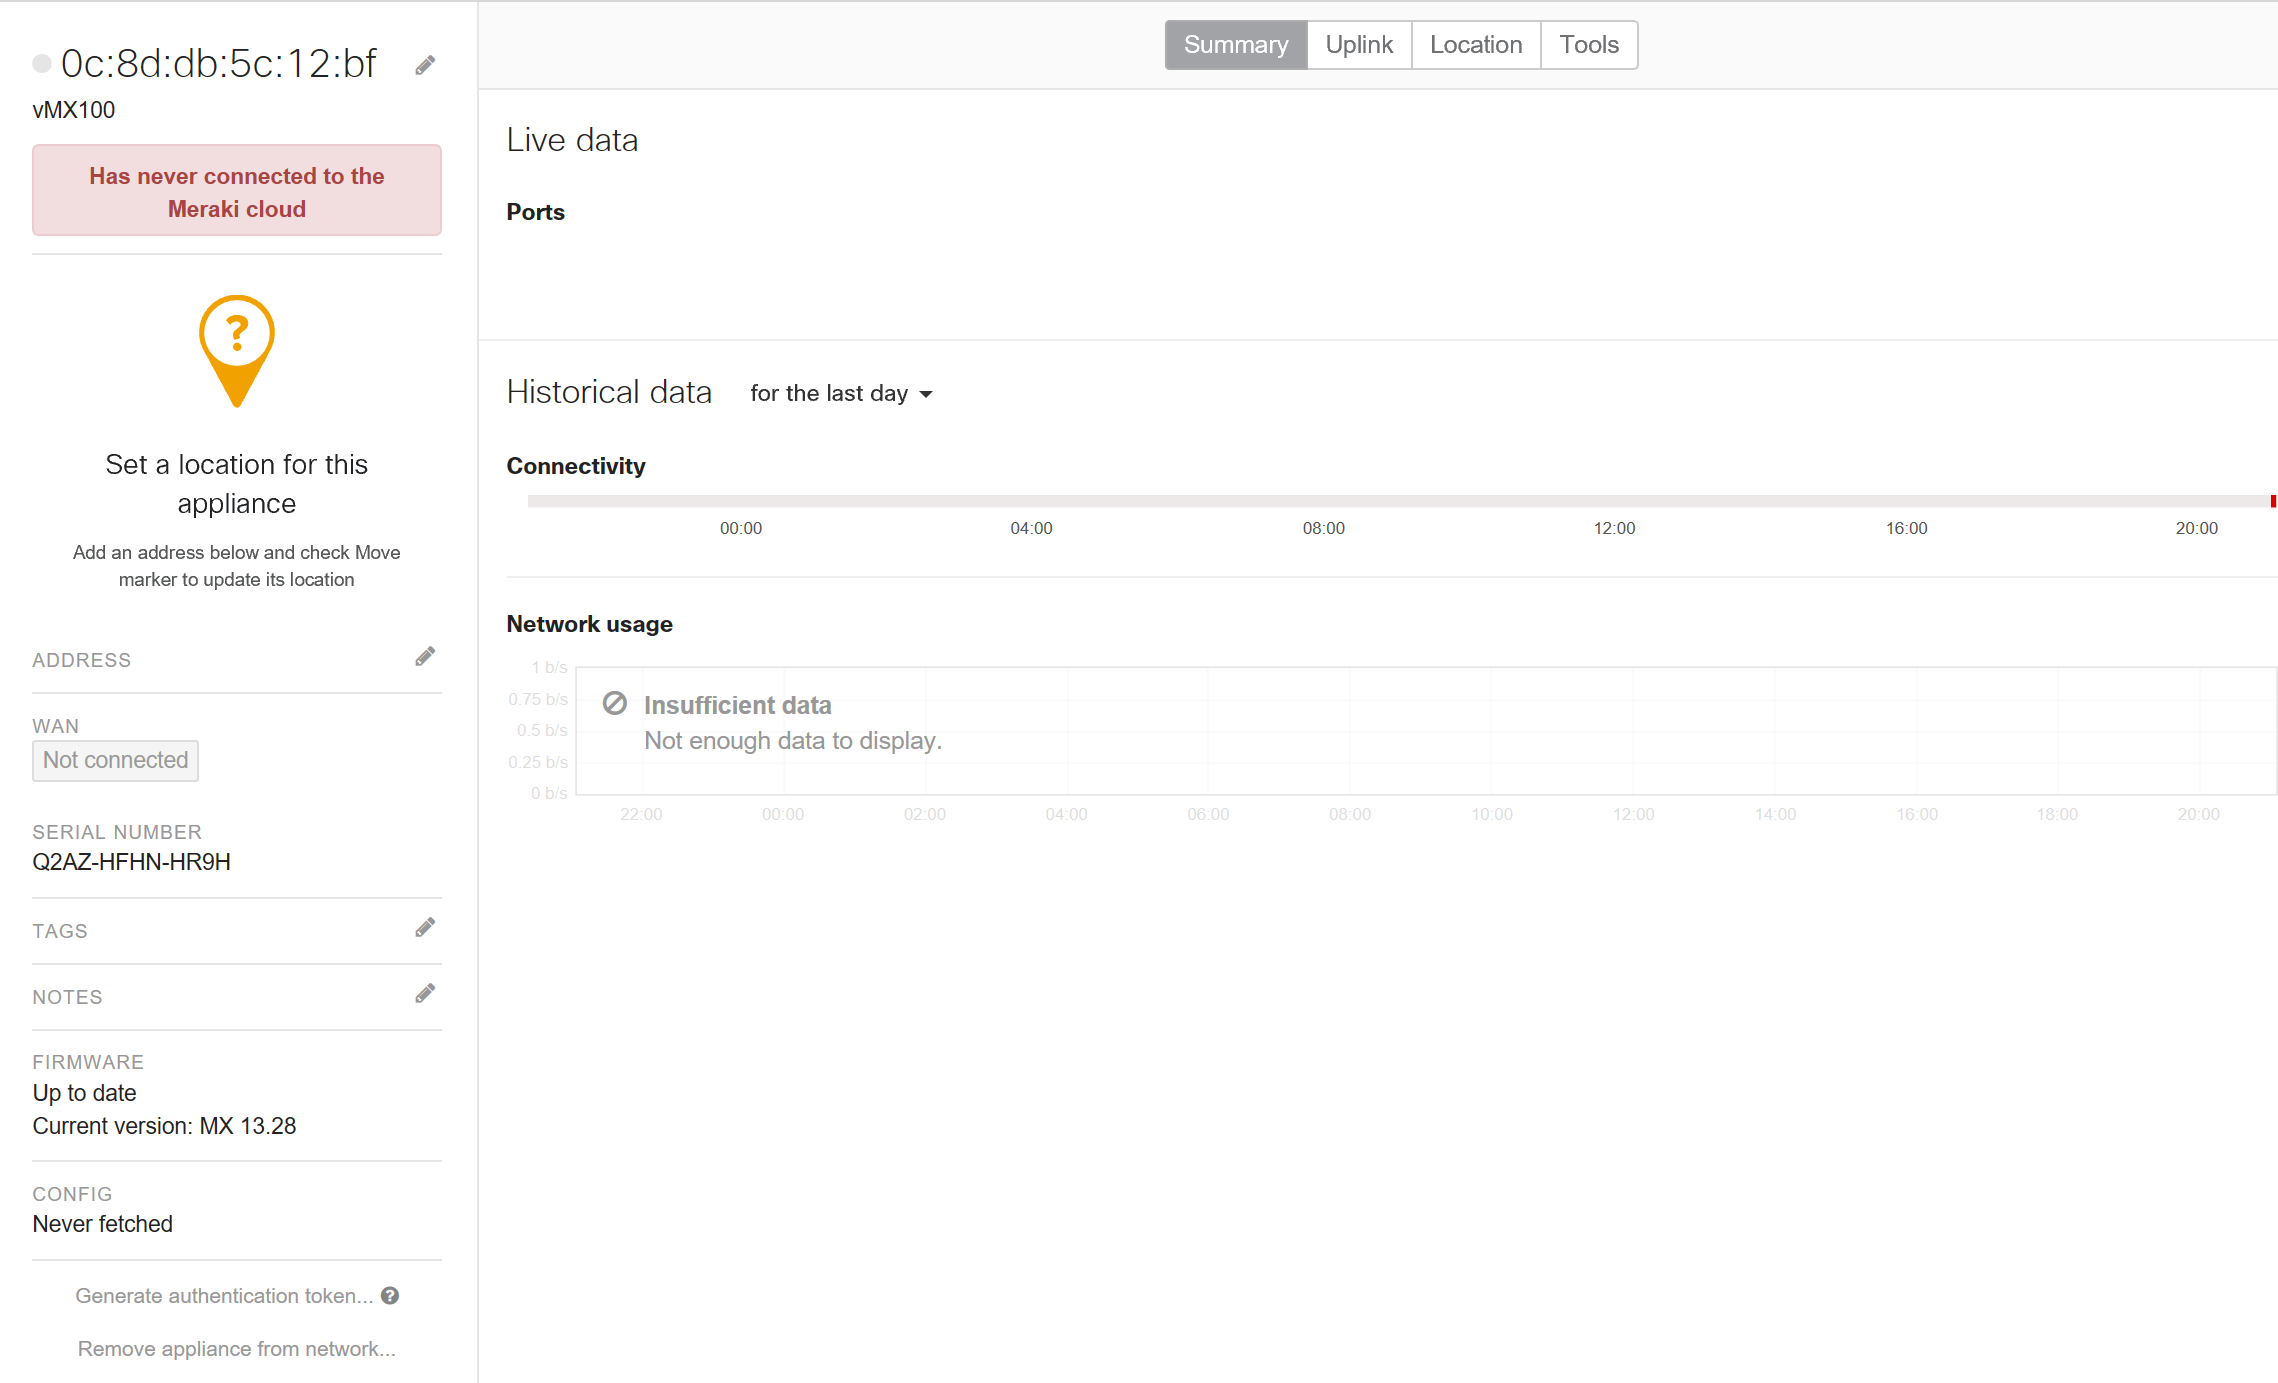 0c:8d:db:5c:12:bf
vMX100
Has never connected to the
Meraki cloud
?
Set a location for this
appliance
Add an address below and check Move
marker to update its location
ADDRESS
WAN
Not connected
SERIAL NUMBER
Q2AZ-HFHN-HR9H
TAGS
NOTES
FIRMWARE
Up to date
Current version: MX 13.28
CONFIG
Never fetched
Generate authentication token... ?
Remove appliance from network...
Summary Uplink Location Tools
Live data
Ports
Historical data for the last day
Connectivity
00:00 04:00 08:00 12:00 16:00 20:00
Network usage
1 b/s
0.75 b/s
0.5 b/s
0.25 b/s
0 b/s
Insufficient data
Not enough data to display.
22:00 00:00 02:00 04:00 06:00 08:00 10:00 12:00 14:00 16:00 18:00 20:00